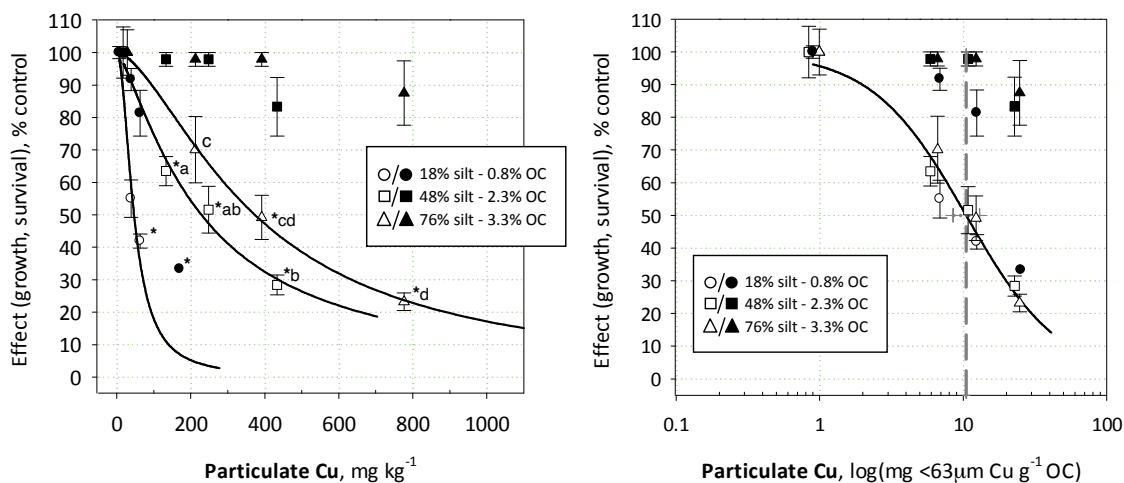 Effect (growth, survival), % control
110
100
90
80
70
60
50
40
30
20
10
0
c
*a
*ab
*cd
*
*
*b
*d
○/● 18% silt - 0.8% OC
□/■ 48% silt - 2.3% OC
△/▲ 76% silt - 3.3% OC
0 200 400 600 800 1000
Particulate Cu, mg kg⁻¹
Effect (growth, survival), % control
110
100
90
80
70
60
50
40
30
20
10
0
○/● 18% silt - 0.8% OC
□/■ 48% silt - 2.3% OC
△/▲ 76% silt - 3.3% OC
0.1 1 10 100
Particulate Cu, log(mg <63µm Cu g⁻¹ OC)